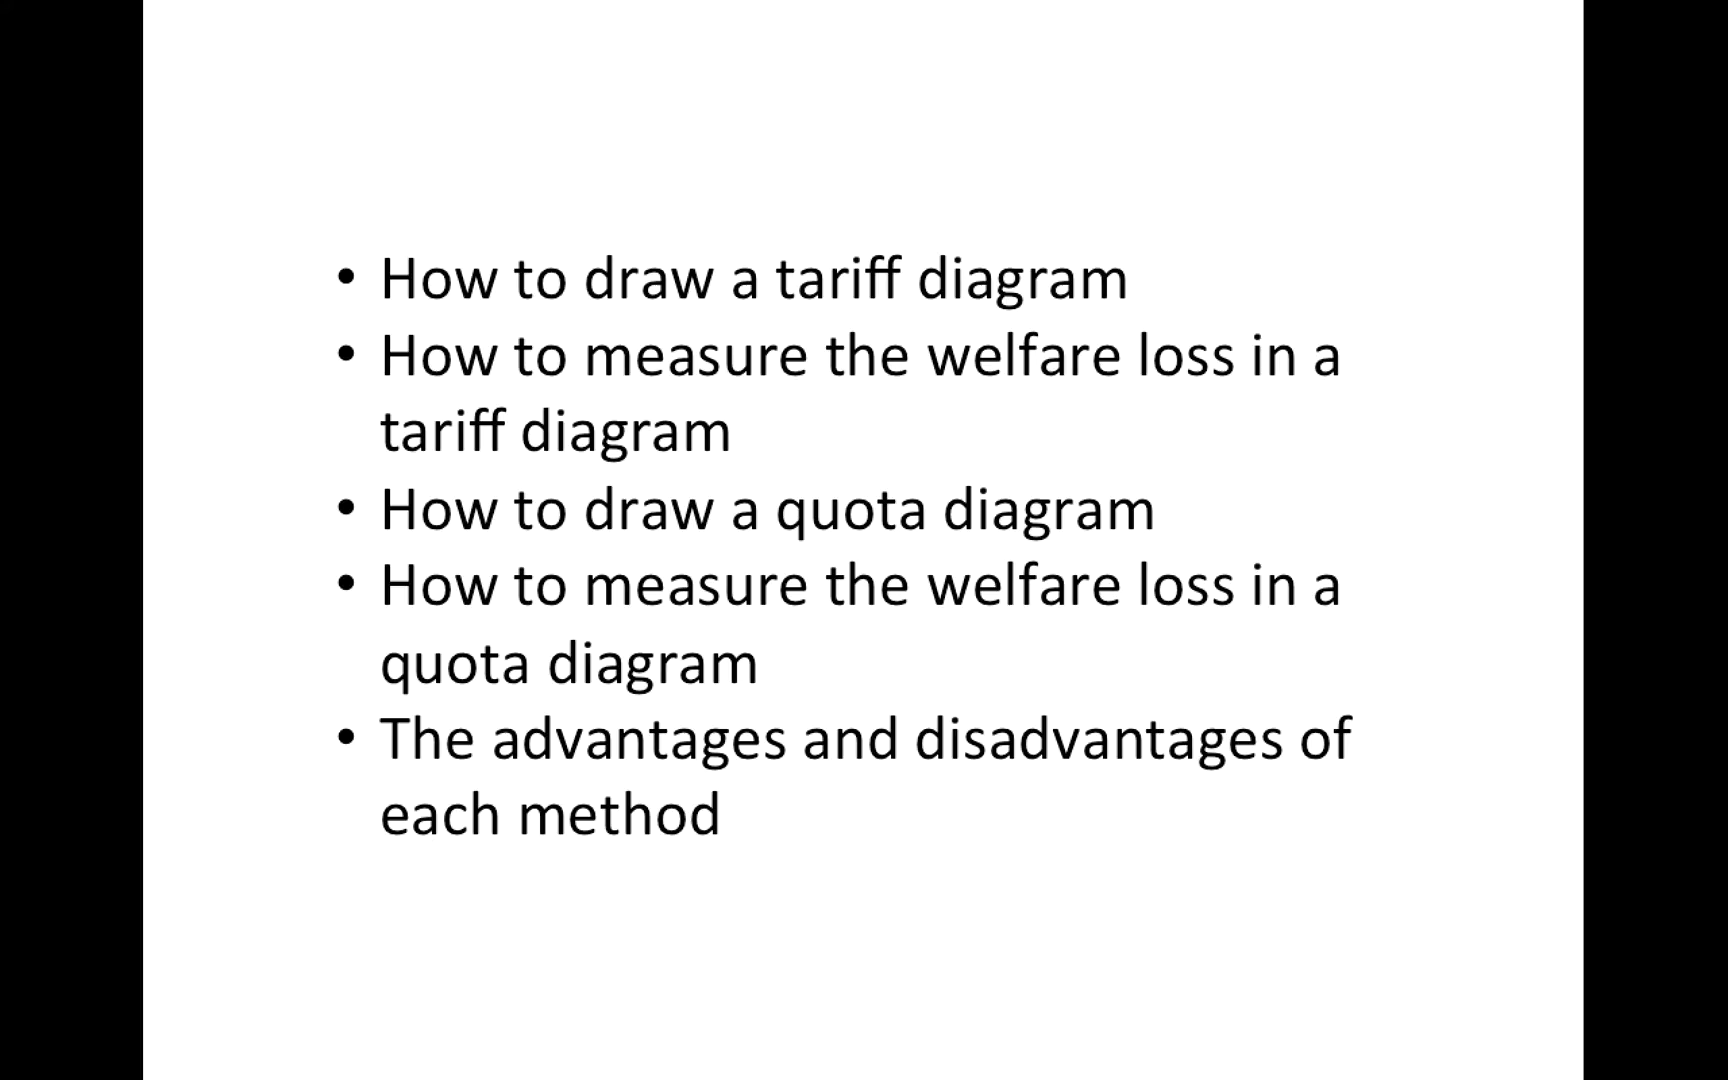 • How to draw a tariff diagram
• How to measure the welfare loss in a
tariff diagram
• How to draw a quota diagram
• How to measure the welfare loss in a
quota diagram
• The advantages and disadvantages of
each method